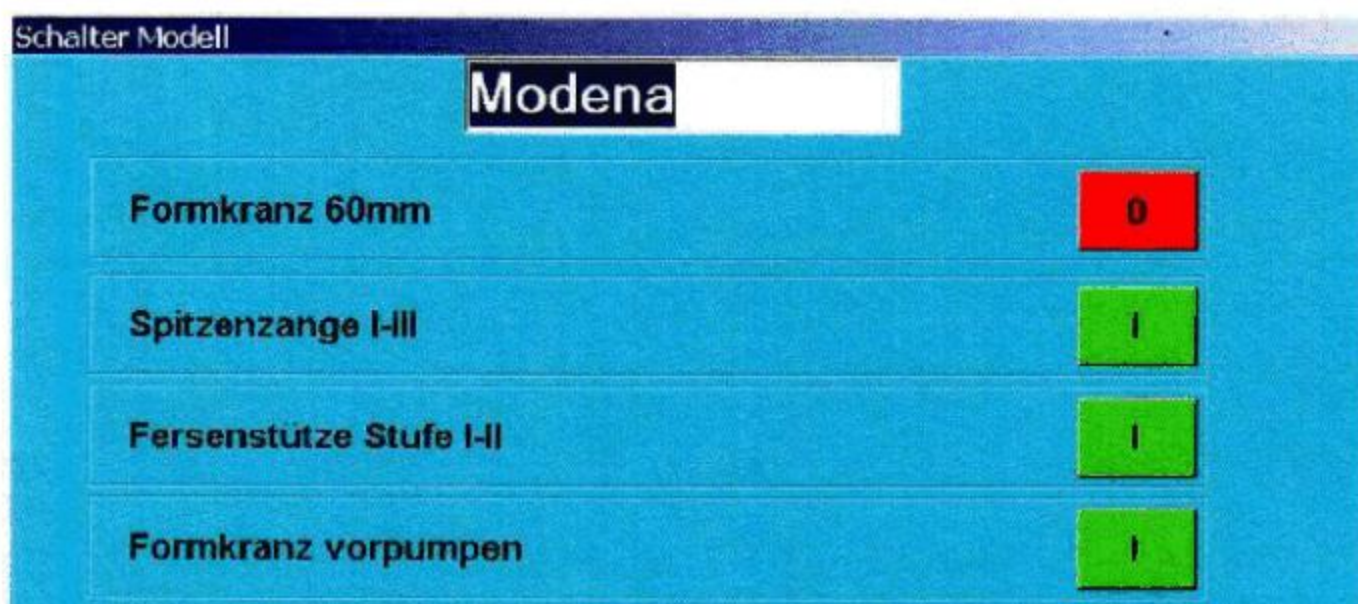 Schalter Modell
Modena
Formkranz 60mm
0
Spitzenzange I-III
I
Fersenstütze Stufe I-II
I
Formkranz vorpumpen
I